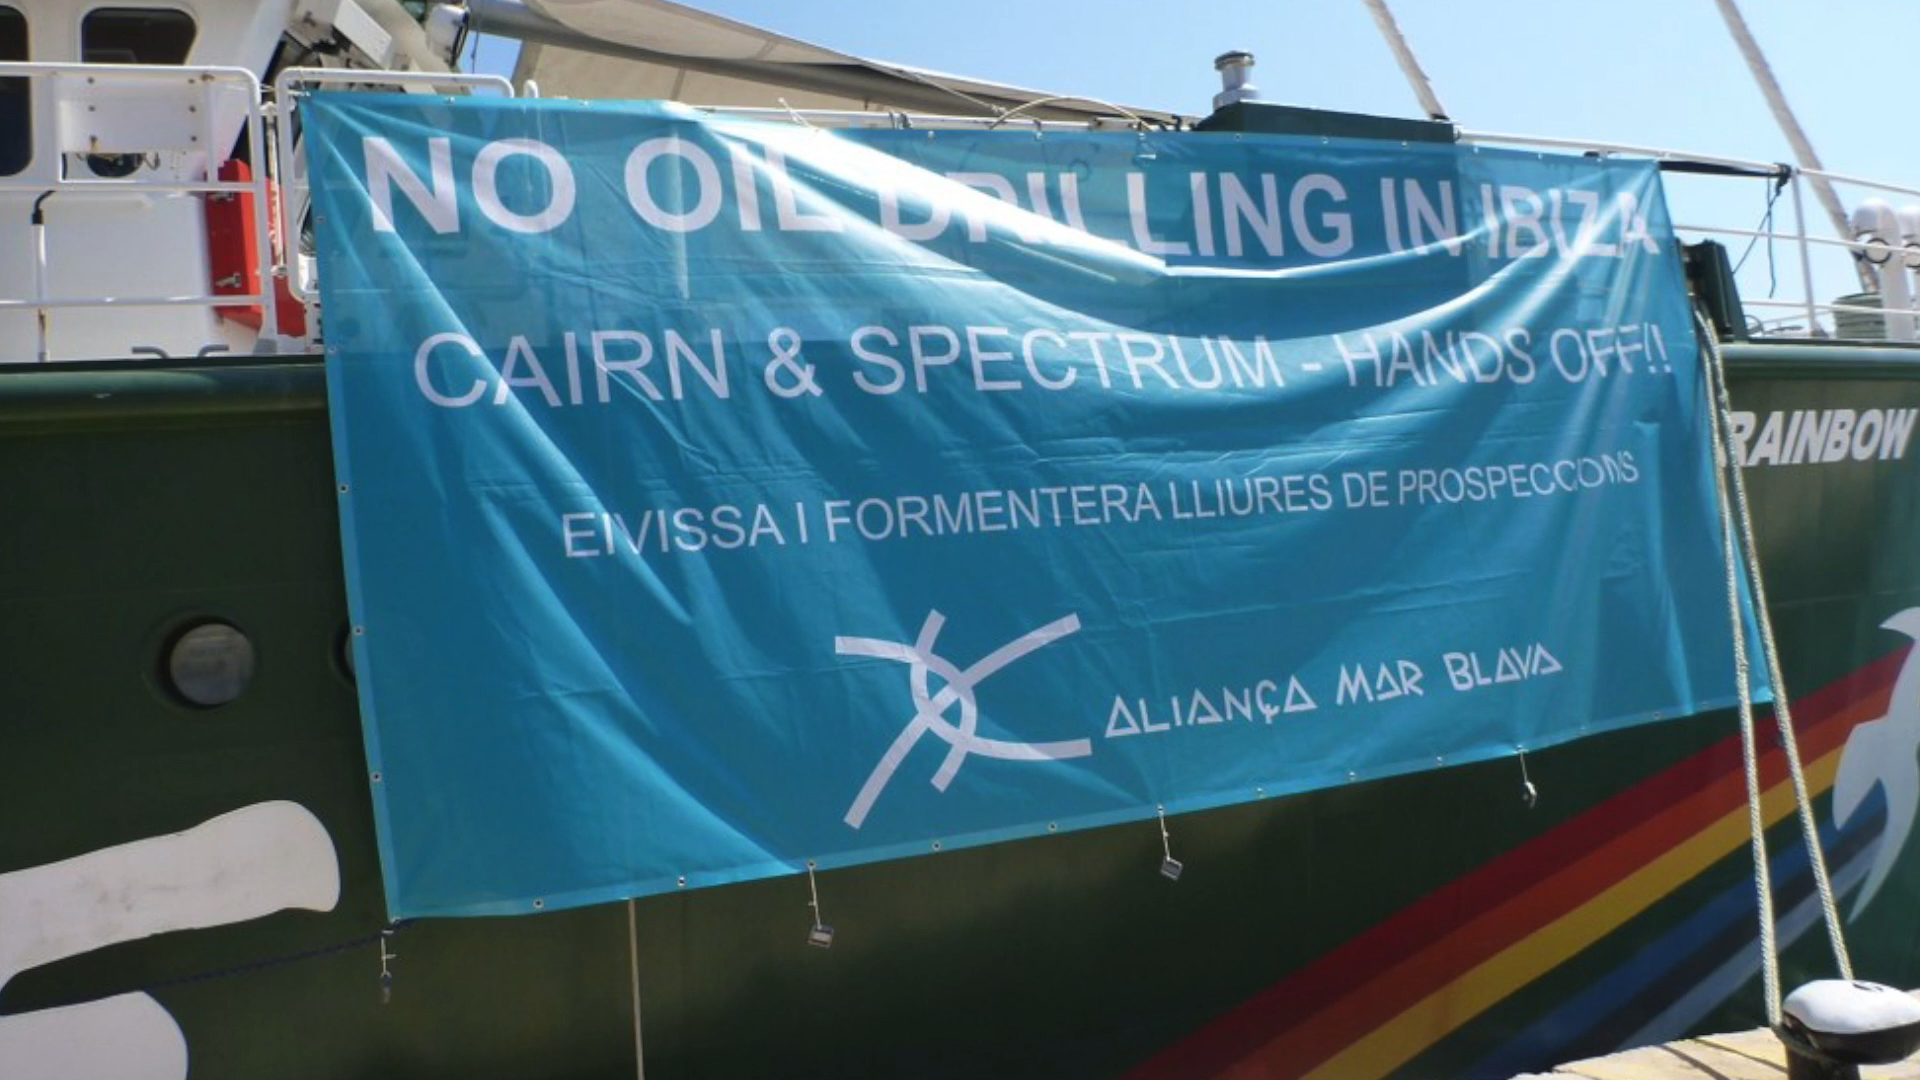 NO OIL DRILLING IN IBIZA
CAIRN & SPECTRUM - HANDS OFF!!
EIVISSA I FORMENTERA LLIURES DE PROSPECCIONS
ALIANÇA MAR BLAVA
RAINBOW